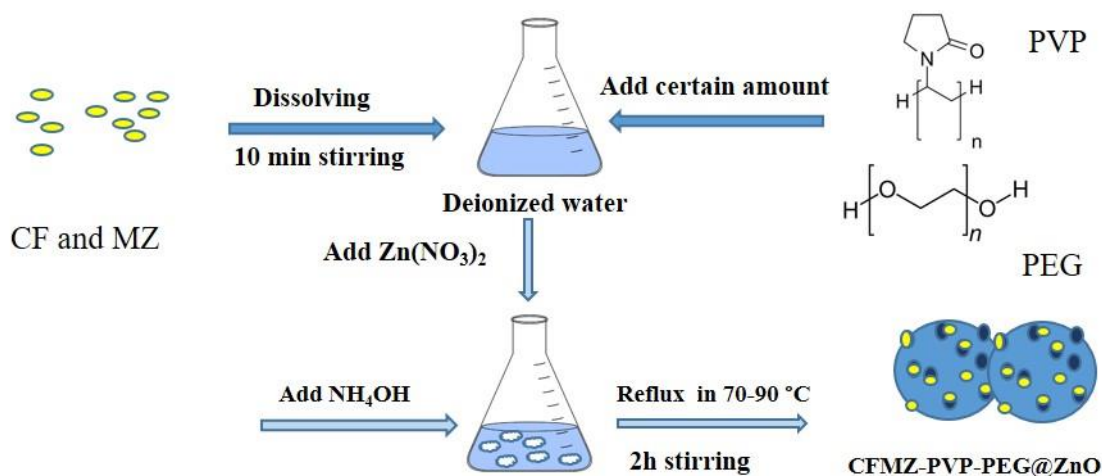 PVP
N
O
H
H
n
Dissolving
10 min stirring
Add certain amount
Deionized water
CF and MZ
H
O
n
O
H
PEG
Add Zn(NO₃)₂
Add NH₄OH
Reflux in 70-90 °C
2h stirring
CFMZ-PVP-PEG@ZnO